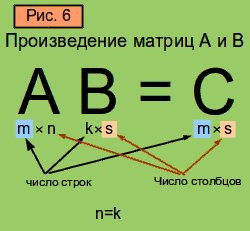 Рис. 6
Произведение матриц А и В
А В = С
m × n k × s m × s
число строк Число столбцов
n=k